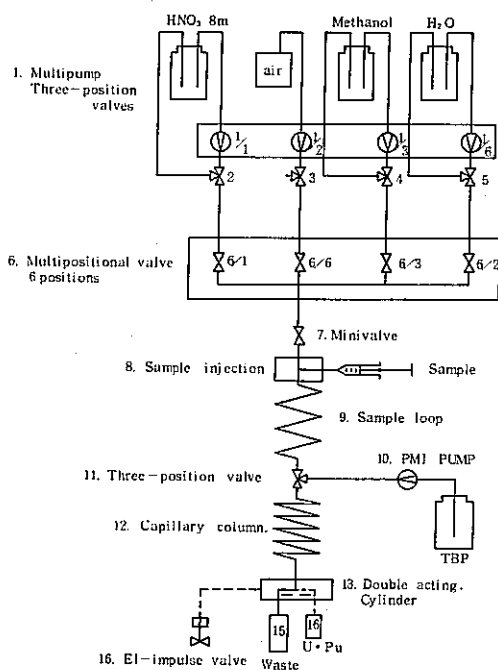 HNO₃ 8m
Methanol
H₂O
air
1. Multipump
Three-position
valves
1/1
1/2
1/3
1/6
2
3
4
5
6. Multipositional valve
6 positions
6/1
6/6
6/3
6/2
7. Minivalve
8. Sample injection
Sample
9. Sample loop
10. PMI PUMP
11. Three-position valve
TBP
12. Capillary column.
13. Double acting.
Cylinder
15
16
16. El-impulse valve
Waste
U·Pu